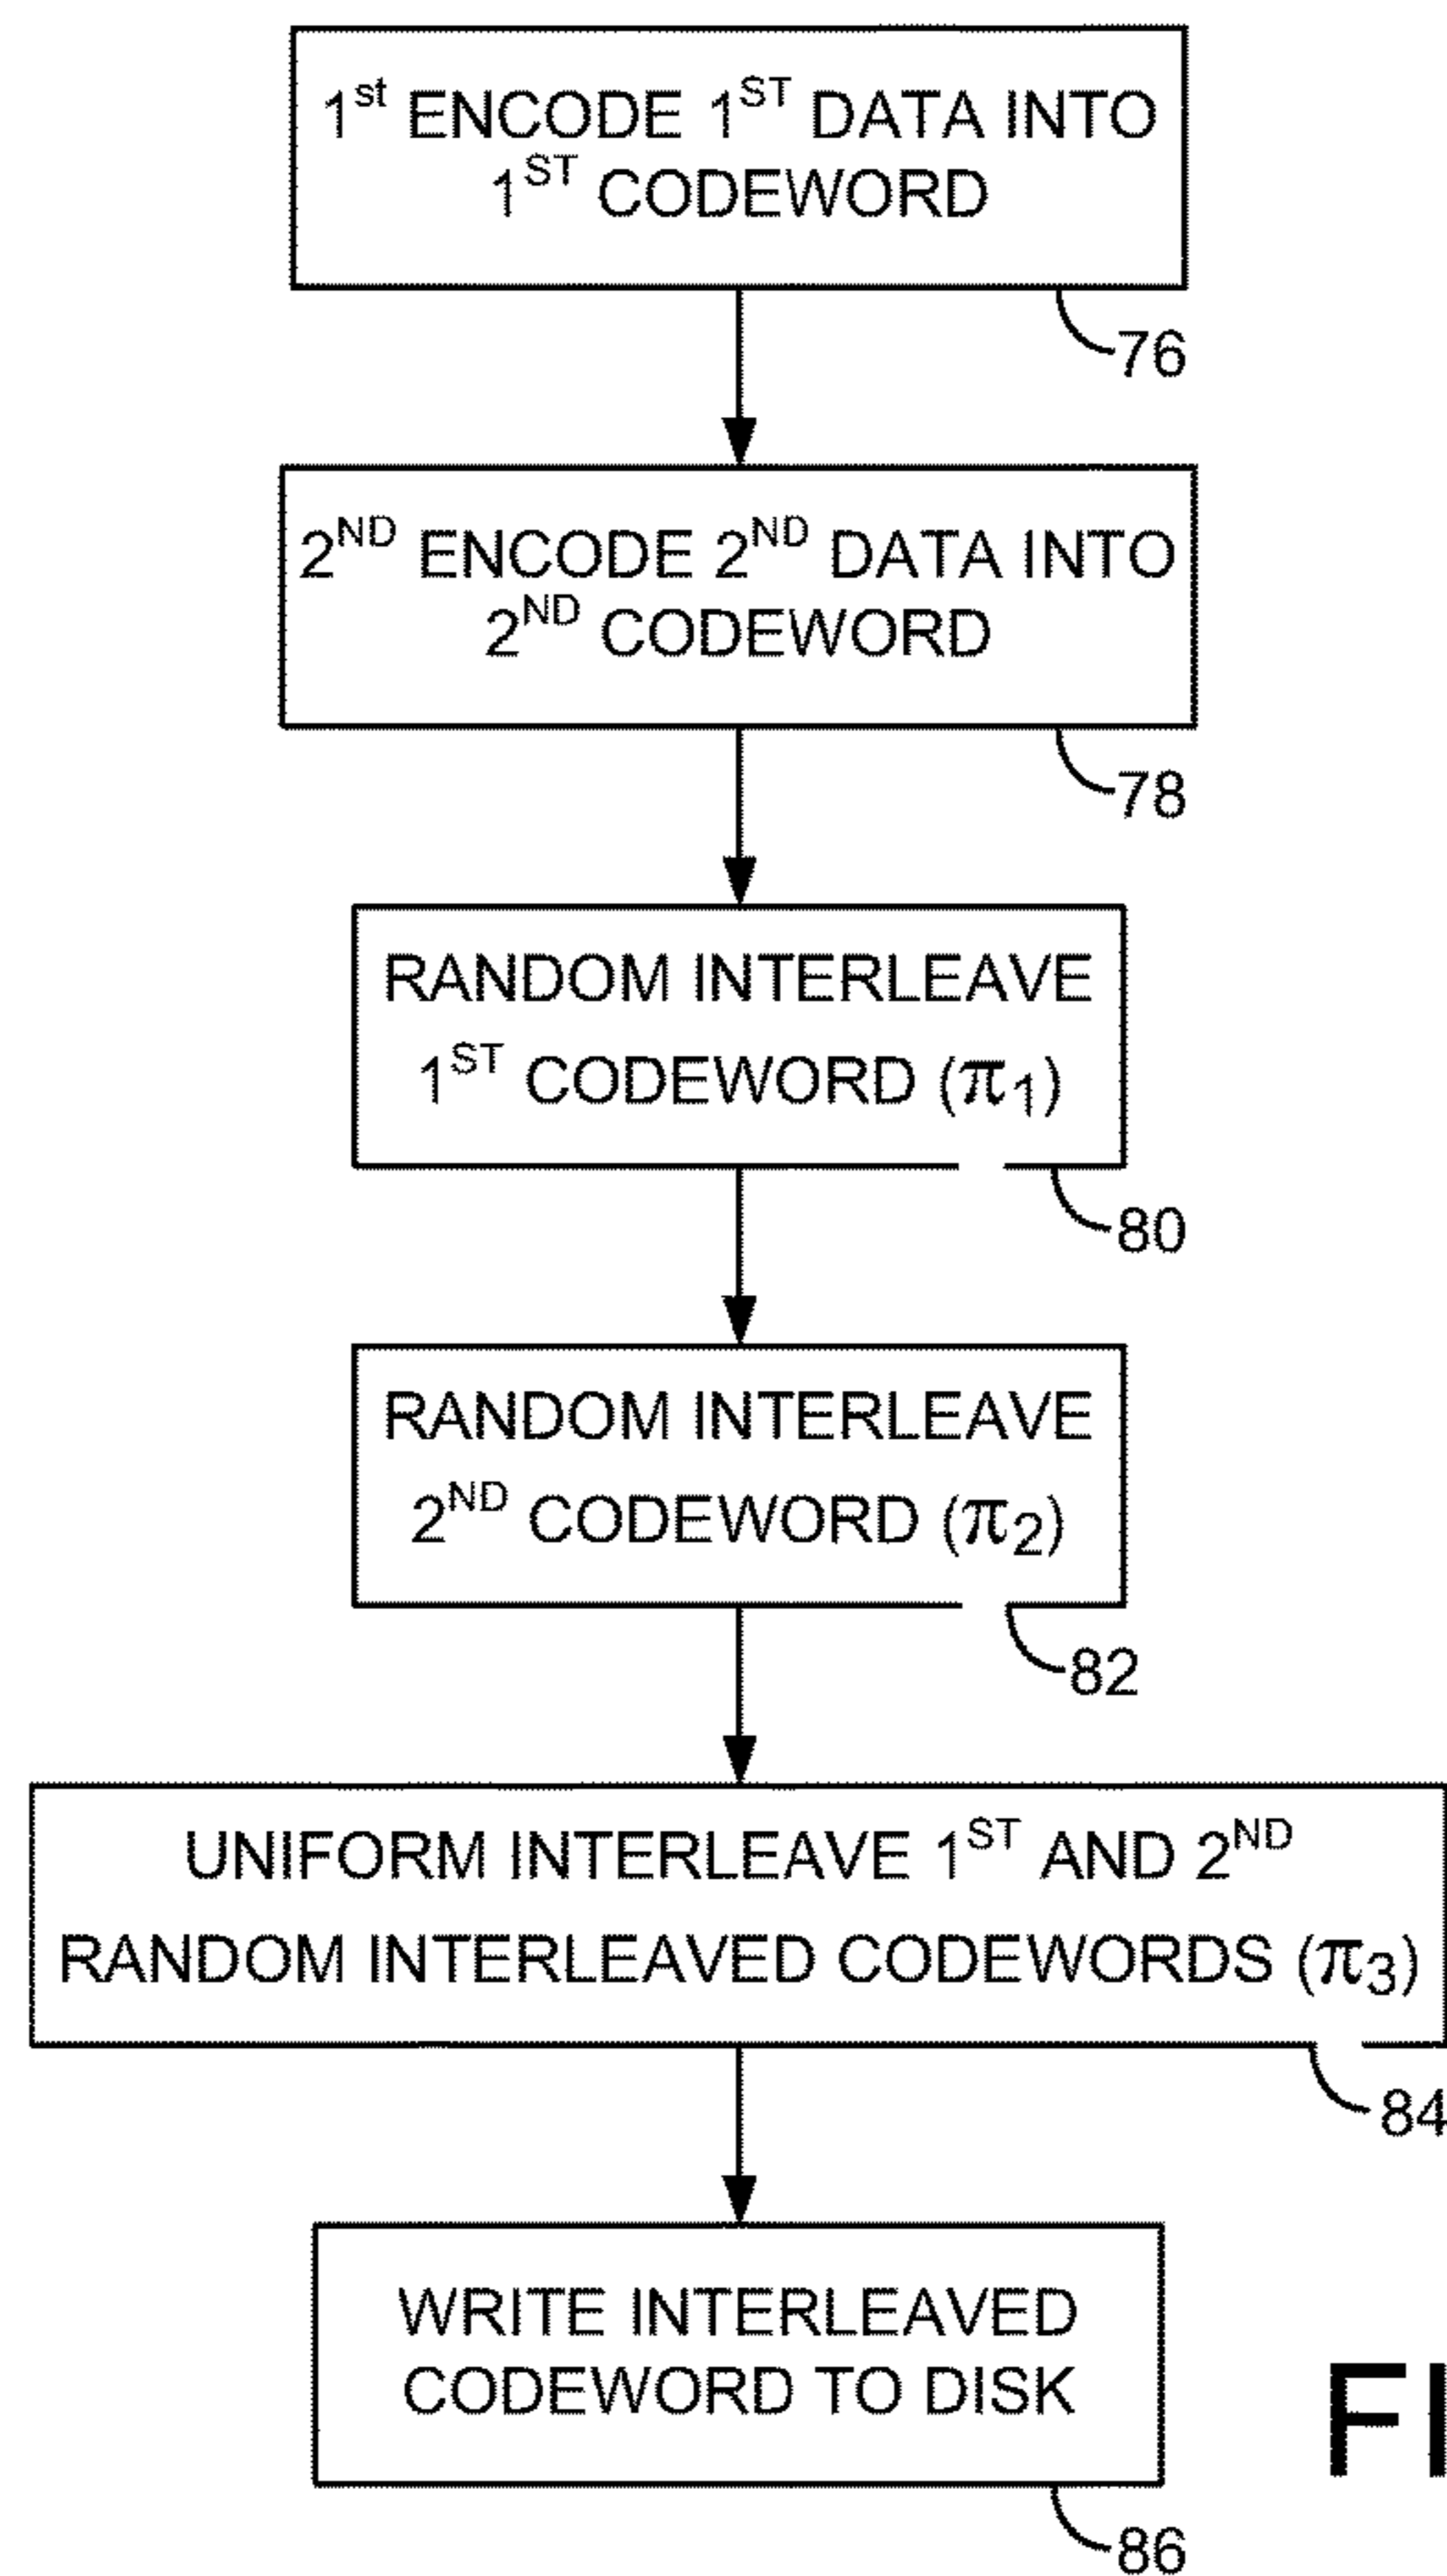 1st ENCODE 1ST DATA INTO
1ST CODEWORD
76
2ND ENCODE 2ND DATA INTO
2ND CODEWORD
78
RANDOM INTERLEAVE
1ST CODEWORD (π1)
80
RANDOM INTERLEAVE
2ND CODEWORD (π2)
82
UNIFORM INTERLEAVE 1ST AND 2ND
RANDOM INTERLEAVED CODEWORDS (π3)
84
WRITE INTERLEAVED
CODEWORD TO DISK
86
FI